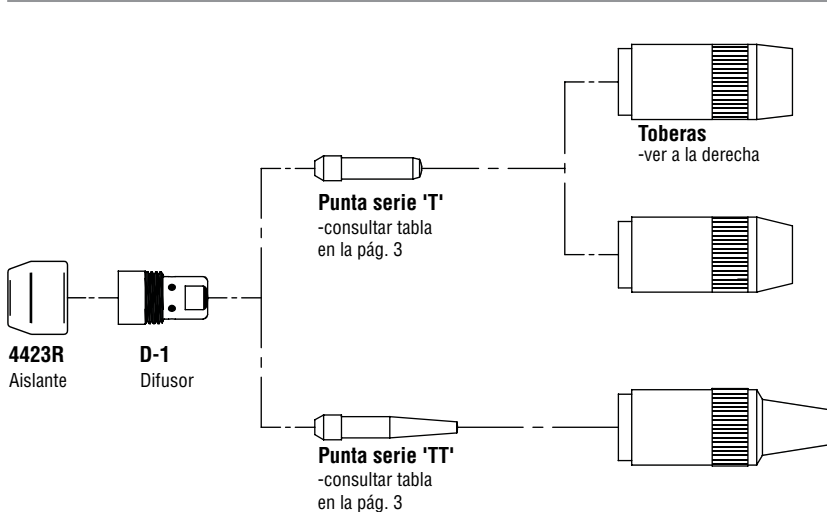 Toberas
-ver a la derecha
Punta serie 'T'
-consultar tabla
en la pág. 3
4423R
Aislante
D-1
Difusor
Punta serie 'TT'
-consultar tabla
en la pág. 3